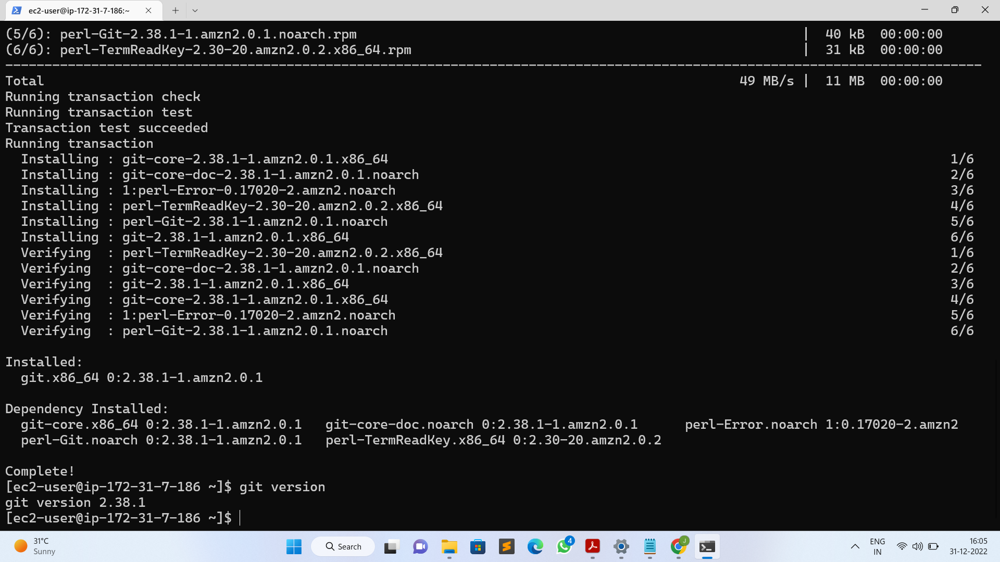 ec2-user@ip-172-31-7-186:~
(5/6): perl-Git-2.38.1-1.amzn2.0.1.noarch.rpm | 40 kB 00:00:00
(6/6): perl-TermReadKey-2.30-20.amzn2.0.2.x86_64.rpm | 31 kB 00:00:00
-----------------------------------------------------------------------------------------------------------------------------
Total 49 MB/s | 11 MB 00:00:00
Running transaction check
Running transaction test
Transaction test succeeded
Running transaction
Installing : git-core-2.38.1-1.amzn2.0.1.x86_64 1/6
Installing : git-core-doc-2.38.1-1.amzn2.0.1.noarch 2/6
Installing : 1:perl-Error-0.17020-2.amzn2.noarch 3/6
Installing : perl-TermReadKey-2.30-20.amzn2.0.2.x86_64 4/6
Installing : perl-Git-2.38.1-1.amzn2.0.1.noarch 5/6
Installing : git-2.38.1-1.amzn2.0.1.x86_64 6/6
Verifying : perl-TermReadKey-2.30-20.amzn2.0.2.x86_64 1/6
Verifying : git-core-doc-2.38.1-1.amzn2.0.1.noarch 2/6
Verifying : git-2.38.1-1.amzn2.0.1.x86_64 3/6
Verifying : git-core-2.38.1-1.amzn2.0.1.x86_64 4/6
Verifying : 1:perl-Error-0.17020-2.amzn2.noarch 5/6
Verifying : perl-Git-2.38.1-1.amzn2.0.1.noarch 6/6
Installed:
git.x86_64 0:2.38.1-1.amzn2.0.1
Dependency Installed:
git-core.x86_64 0:2.38.1-1.amzn2.0.1 git-core-doc.noarch 0:2.38.1-1.amzn2.0.1 perl-Error.noarch 1:0.17020-2.amzn2
perl-Git.noarch 0:2.38.1-1.amzn2.0.1 perl-TermReadKey.x86_64 0:2.30-20.amzn2.0.2
Complete!
[ec2-user@ip-172-31-7-186 ~]$ git version
git version 2.38.1
[ec2-user@ip-172-31-7-186 ~]$
31°C
Sunny
Search
4
J
ENG
IN
16:05
31-12-2022